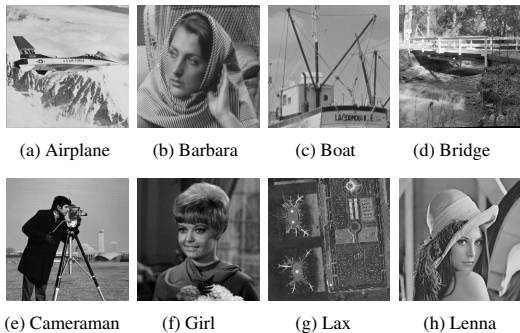 (a) Airplane
(b) Barbara
(c) Boat
(d) Bridge
(e) Cameraman
(f) Girl
(g) Lax
(h) Lenna